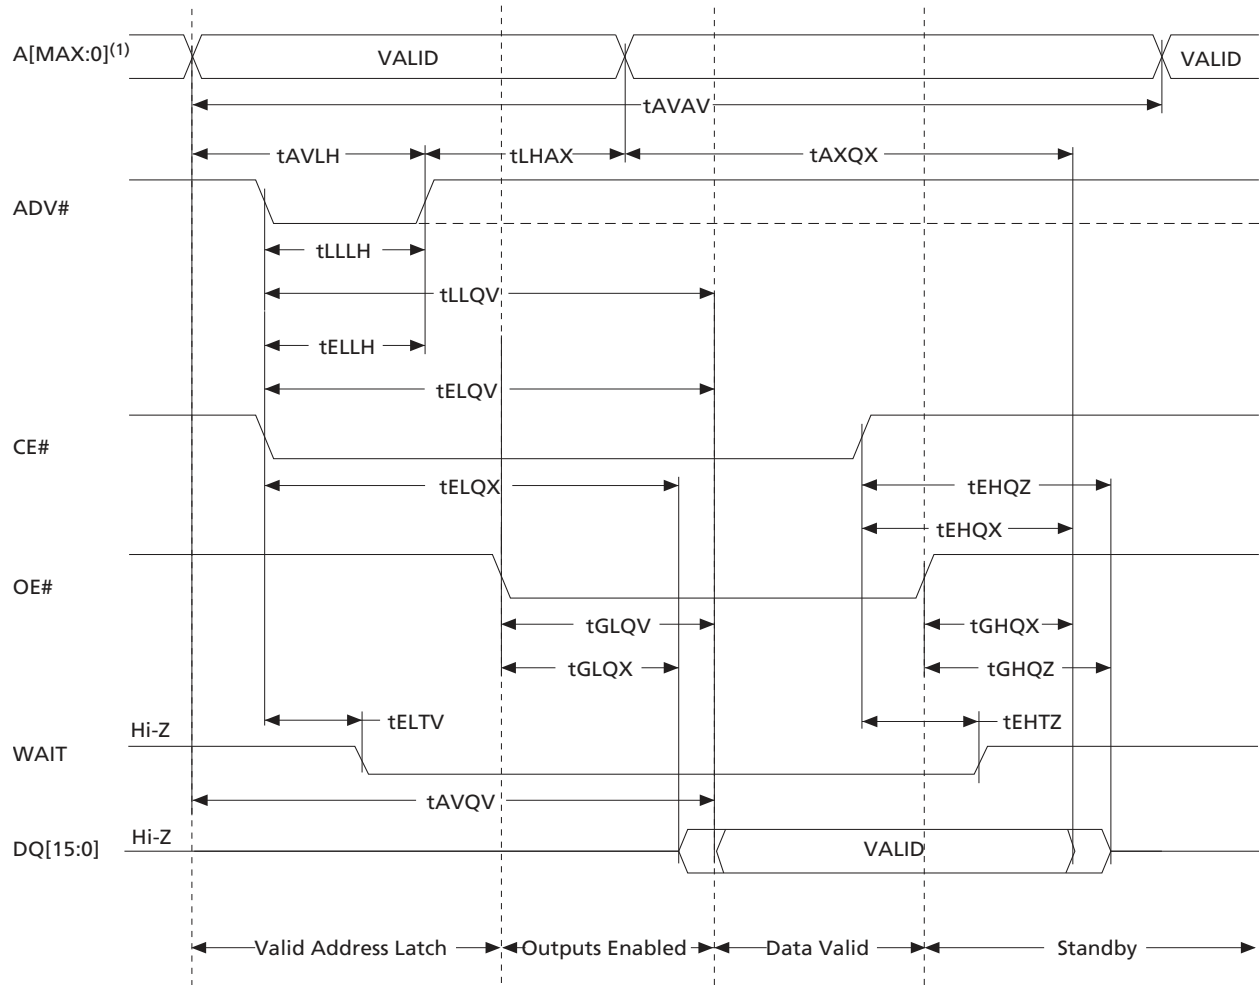 A[MAX:0](1)
VALID
VALID
tAVAV
tAVLH
tLHAX
tAXQX
ADV#
tLLLH
tLLQV
tELLH
tELQV
CE#
tELQX
tEHQZ
tEHQX
OE#
tGLQV
tGHQX
tGLQX
tGHQZ
tELTV
tEHTZ
Hi-Z
WAIT
tAVQV
Hi-Z
DQ[15:0]
VALID
Valid Address Latch
Outputs Enabled
Data Valid
Standby